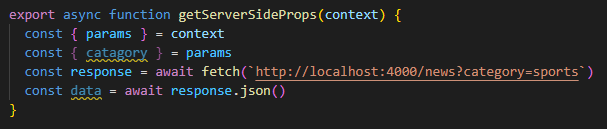 export async function getServerSideProps(context) {
const { params } = context
const { catagory } = params
const response = await fetch(`http://localhost:4000/news?category=sports`)
const data = await response.json()
}